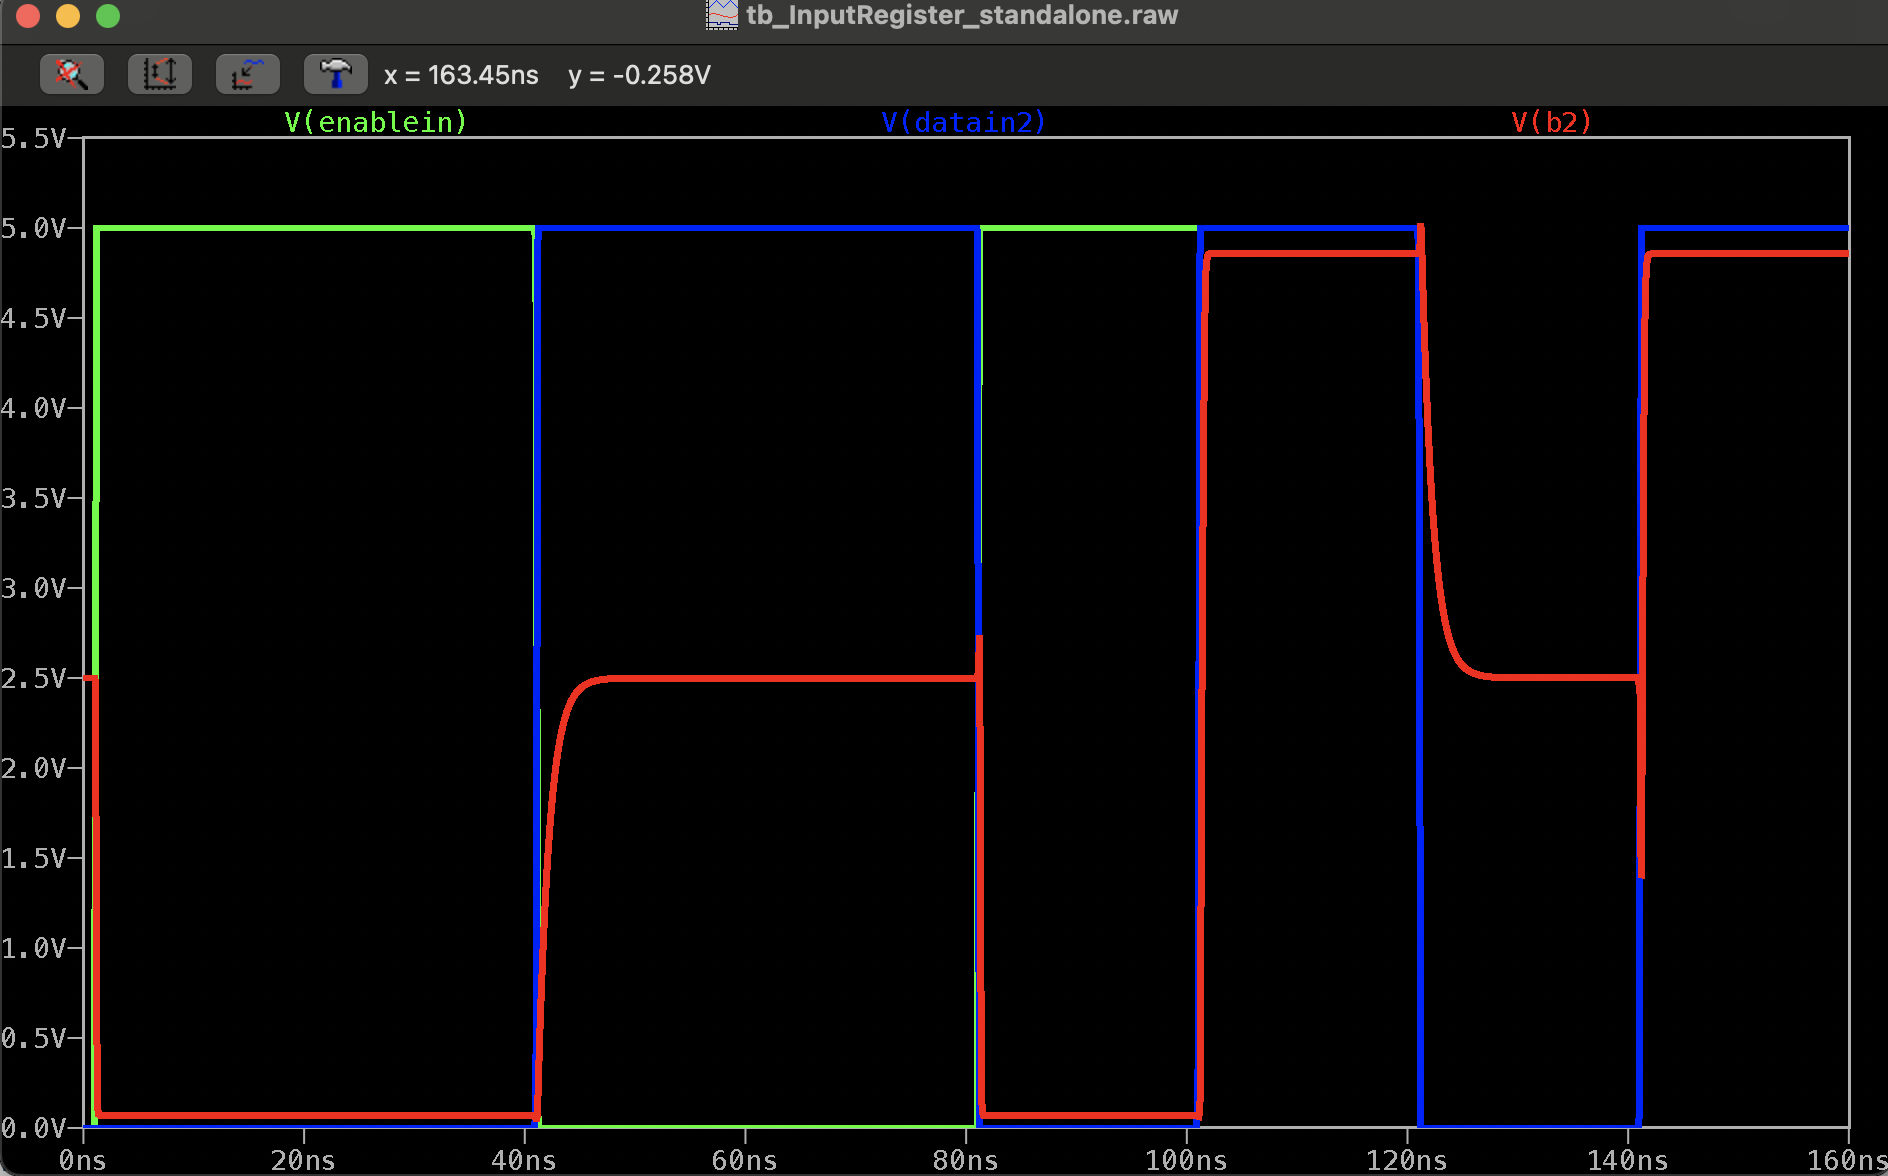 tb_InputRegister_standalone.raw
x = 163.45ns y = -0.258V
V(enablein) V(datain2) V(b2)
5.5V
5.0V
4.5V
4.0V
3.5V
3.0V
2.5V
2.0V
1.5V
1.0V
0.5V
0.0V
0ns 20ns 40ns 60ns 80ns 100ns 120ns 140ns 160ns